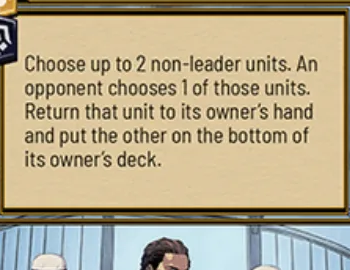 Choose up to 2 non-leader units. An
opponent chooses 1 of those units.
Return that unit to its owner's hand
and put the other on the bottom of
its owner's deck.